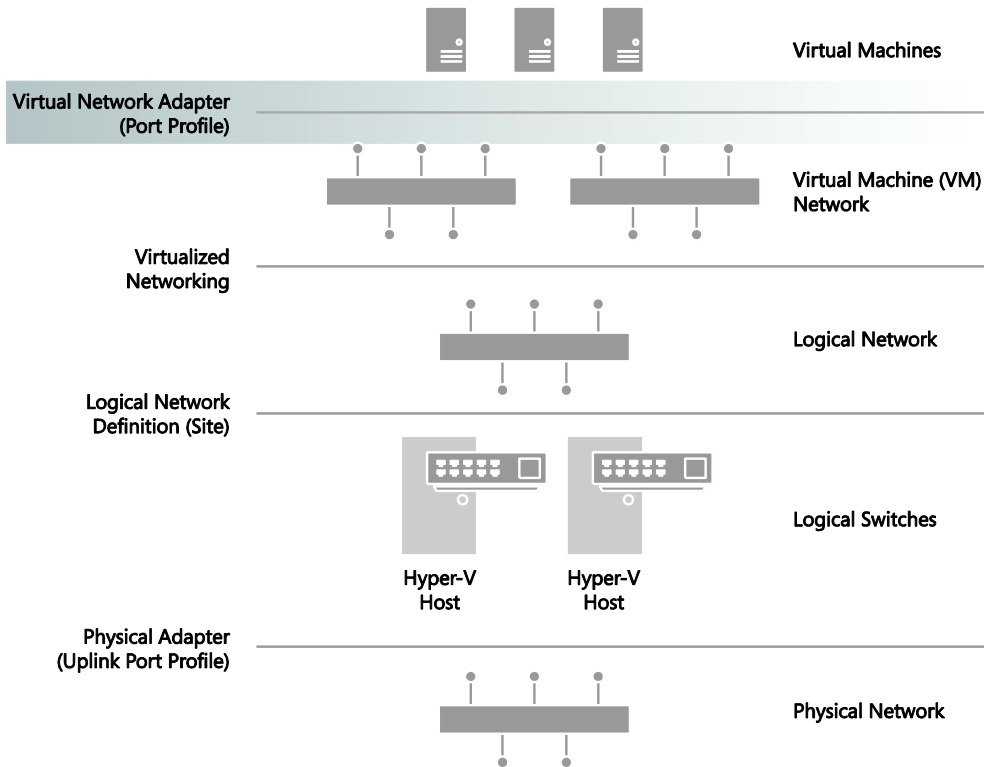 Virtual Machines
Virtual Network Adapter
(Port Profile)
Virtual Machine (VM)
Network
Virtualized
Networking
Logical Network
Logical Network
Definition (Site)
Logical Switches
Hyper-V
Host
Hyper-V
Host
Physical Adapter
(Uplink Port Profile)
Physical Network